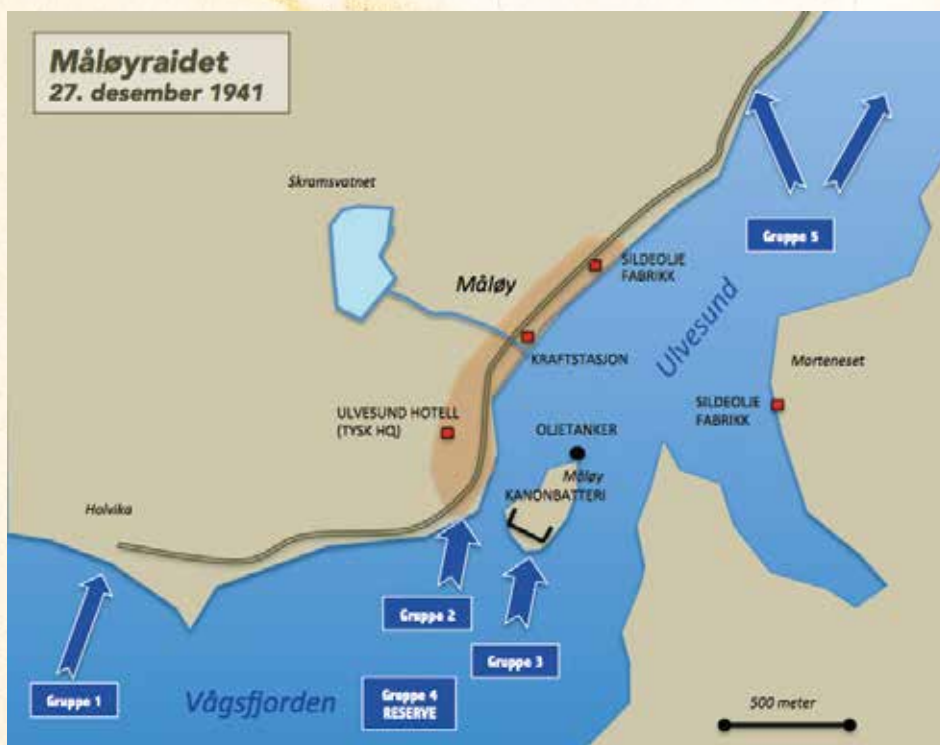 Måløyraidet
27. desember 1941
Skramsvatnet
Gruppe 5
Måløy
SILDEOLJE
FABRIKK
Ulvesund
KRAFTSTASJON
Morteneset
SILDEOLJE
FABRIKK
ULVESUND HOTELL
(TYSK HQ)
OLJETANKER
Måløy
KANONBATTERI
Holvika
Gruppe 2
Gruppe 3
Gruppe 1
Vågsfjorden
Gruppe 4
RESERVE
500 meter